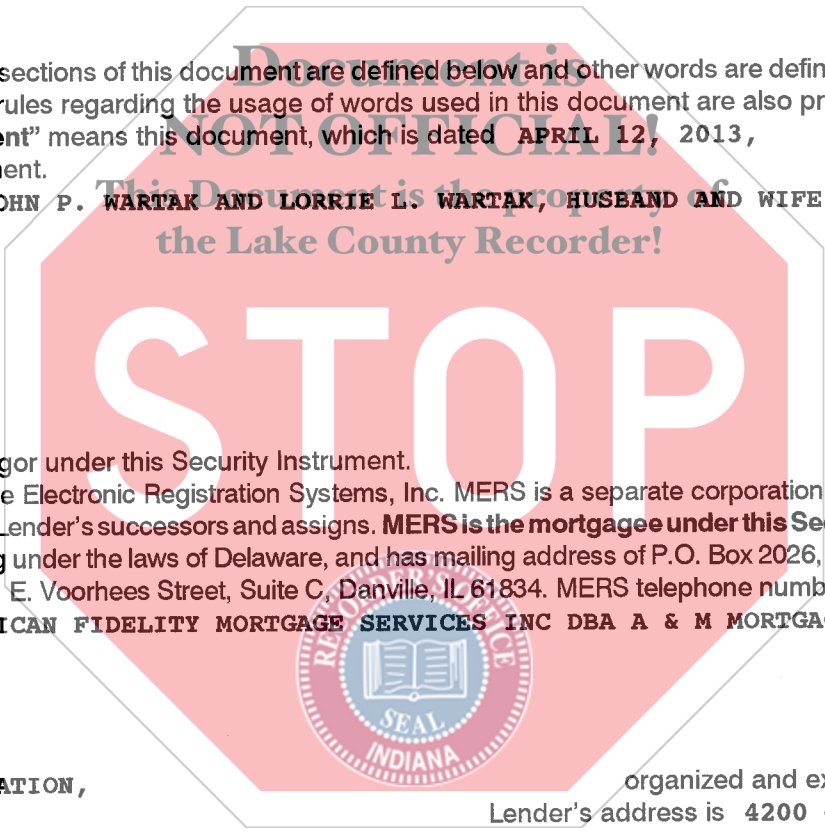 Document is
sections of this document are defined below and other words are defin
rules regarding the usage of words used in this document are also pr
NOT OFFICIAL!
ent” means this document, which is dated APRIL 12, 2013,
ent.
This Document is the property of
OHN P. WARTAK AND LORRIE L. WARTAK, HUSBAND AND WIFE
the Lake County Recorder!
STOP
gor under this Security Instrument.
e Electronic Registration Systems, Inc. MERS is a separate corporation
Lender’s successors and assigns. MERS is the mortgagee under this Se
g under the laws of Delaware, and has mailing address of P.O. Box 2026,
E. Voorhees Street, Suite C, Danville, IL 61834. MERS telephone numb
ICAN FIDELITY MORTGAGE SERVICES INC DBA A & M MORTGA
RECORDER'S OFFICE
SEAL
INDIANA
ATION,
organized and ex
Lender’s address is 4200